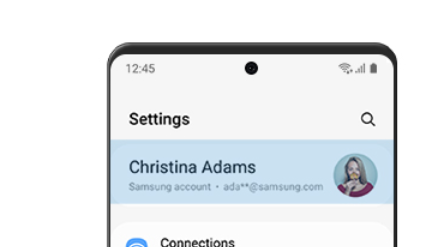 12:45
Settings
Christina Adams
Samsung account • ada**@samsung.com
Connections